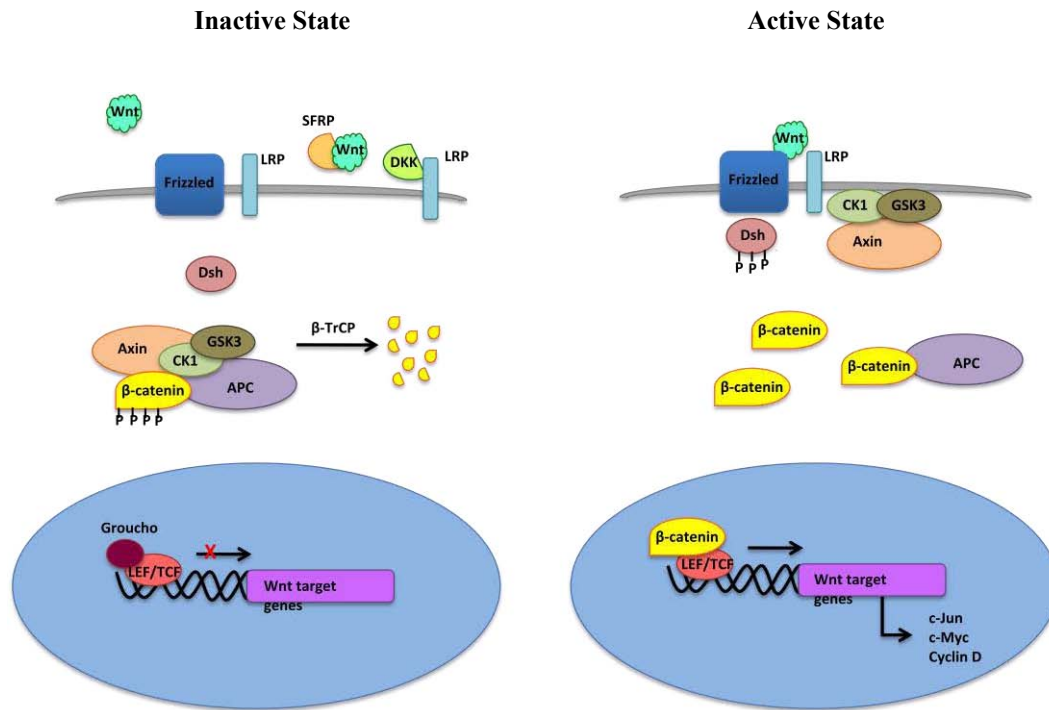 Inactive State
Active State
Wnt
SFRP
Wnt
DKK
LRP
LRP
Frizzled
Dsh
Axin
GSK3
CK1
β-catenin
APC
P P P P
β-TrCP
Groucho
X
LEF/TCF
Wnt target
genes
Wnt
LRP
Frizzled
CK1
GSK3
Dsh
Axin
P P P
β-catenin
β-catenin
APC
β-catenin
β-catenin
LEF/TCF
Wnt target
genes
c-Jun
c-Myc
Cyclin D